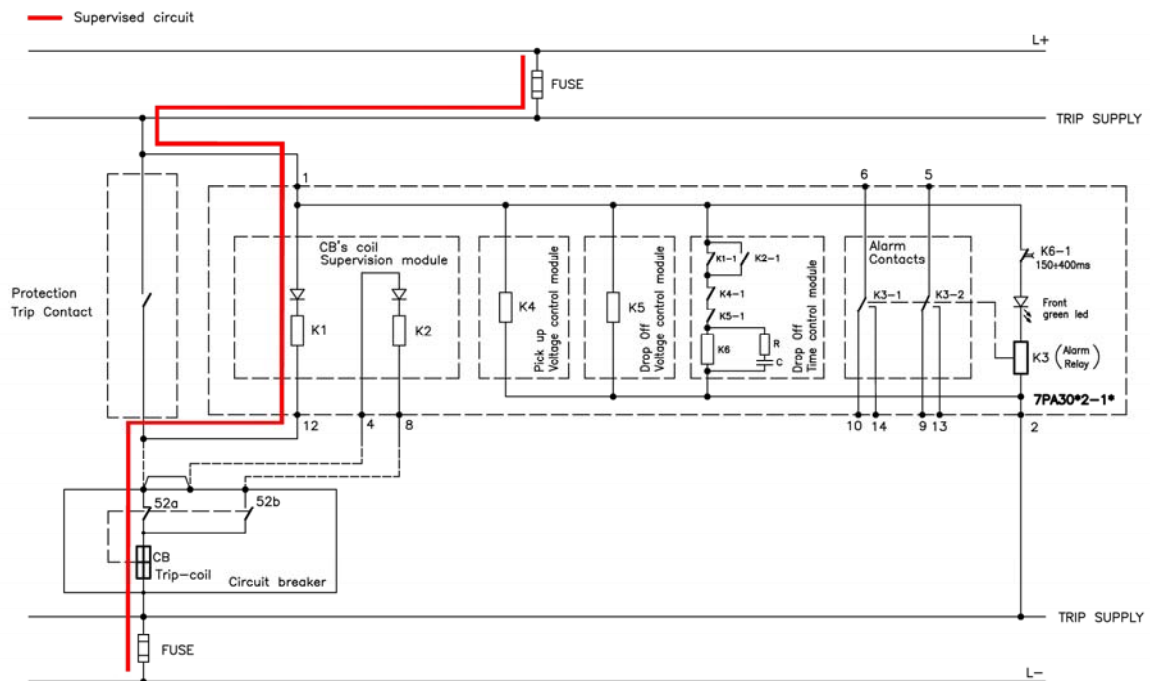 Supervised circuit
L+
FUSE
TRIP SUPPLY
1
6
5
CB's coil
Supervision module
K1
K2
K4
Pick up
Voltage control module
K5
Drop Off
Voltage control module
K1-1
K2-1
K4-1
K5-1
K6
R
C
Drop Off
Time control module
Alarm
Contacts
K3-1
K3-2
K6-1
150÷400ms
Front
green led
K3 (Alarm
Relay)
7PA30*2-1*
Protection
Trip Contact
12
4
8
10
14
9
13
2
52a
52b
CB
Trip-coil
Circuit breaker
TRIP SUPPLY
FUSE
L-